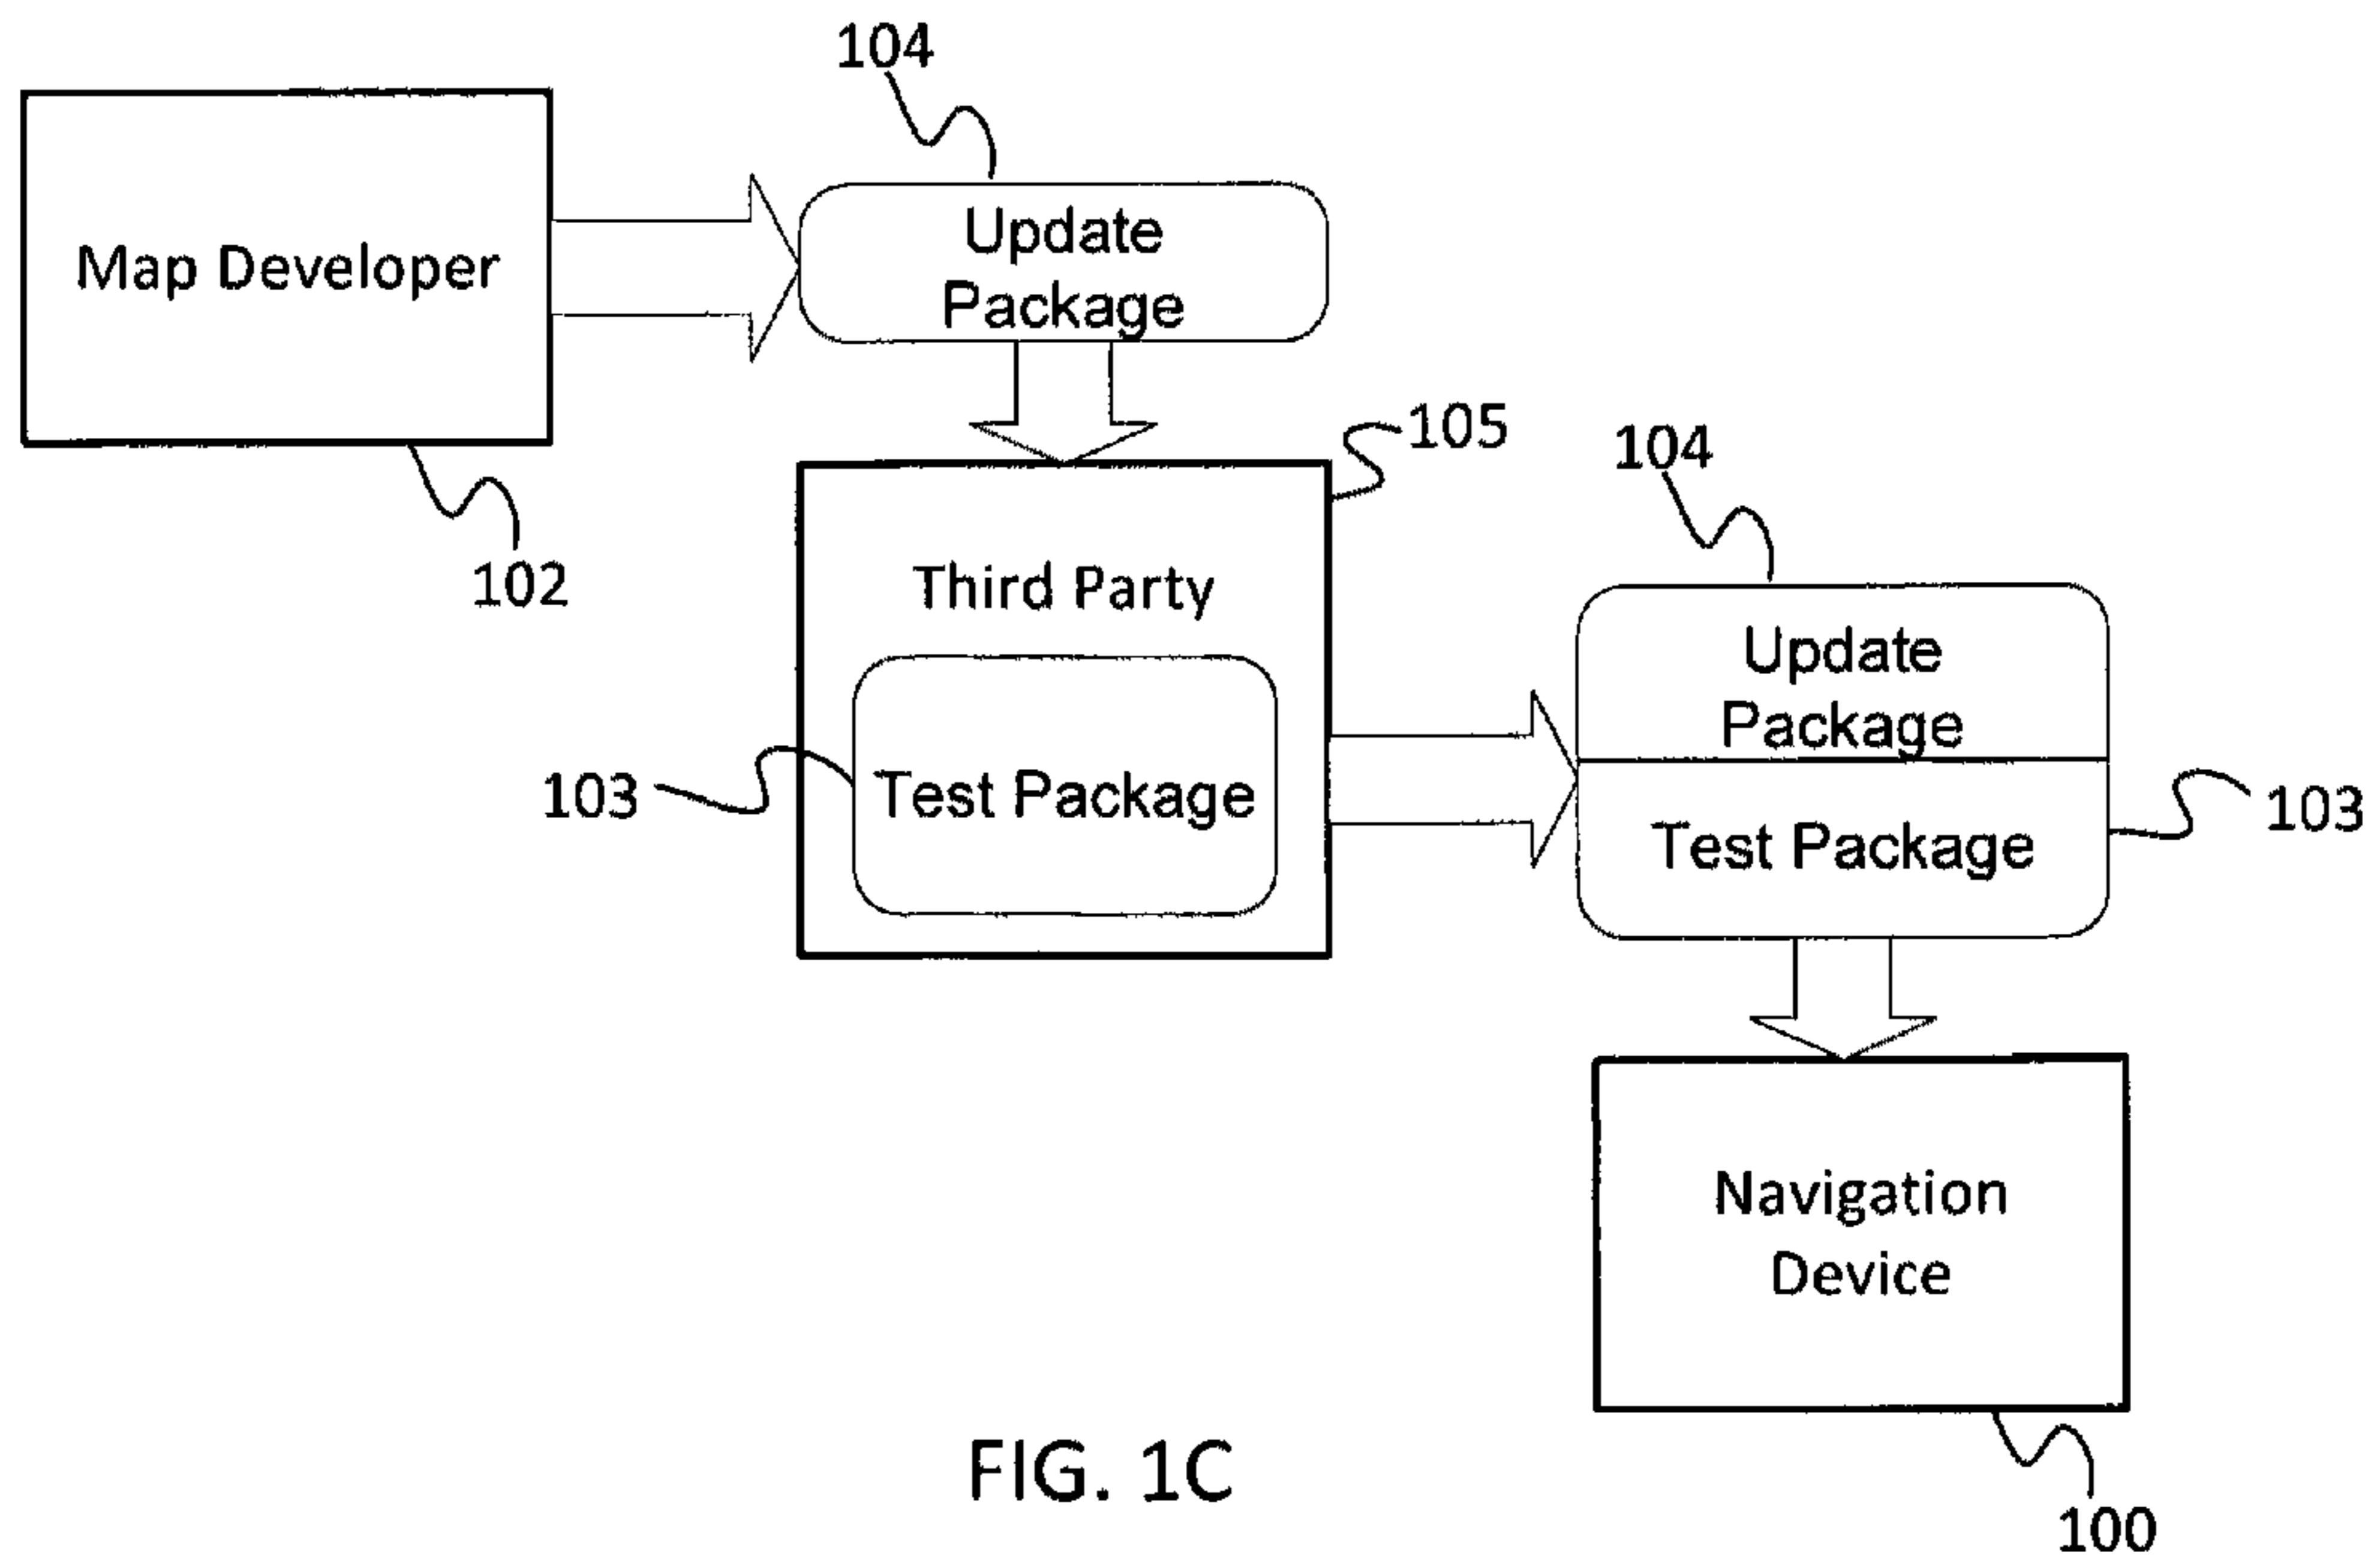 104
Map Developer
Update
Package
102
105
Third Party
103
Test Package
104
Update
Package
Test Package
103
Navigation
Device
100
FIG. 1C